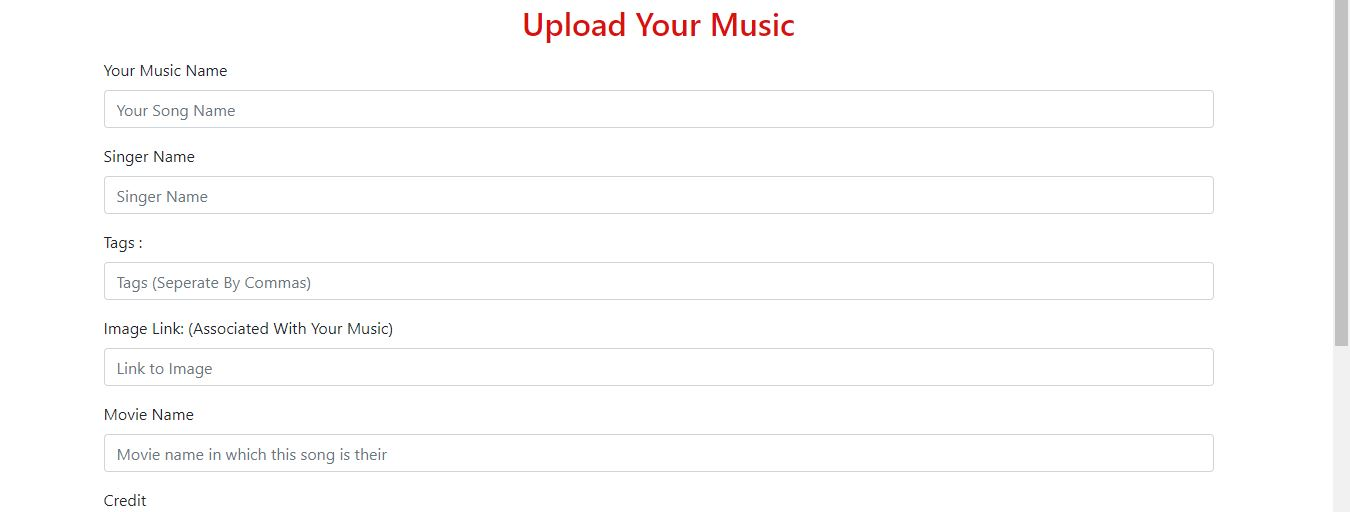 Upload Your Music
Your Music Name
Your Song Name
Singer Name
Singer Name
Tags :
Tags (Seperate By Commas)
Image Link: (Associated With Your Music)
Link to Image
Movie Name
Movie name in which this song is their
Credit